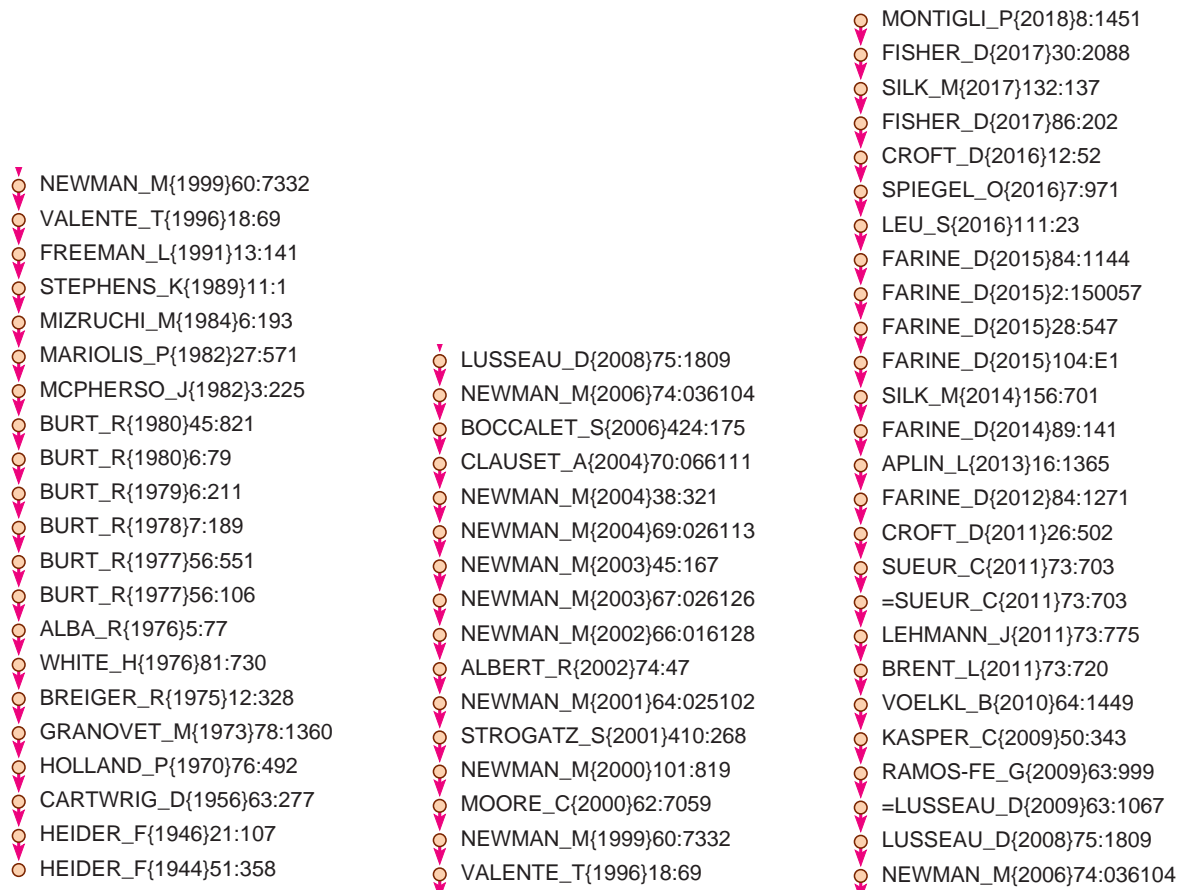 NEWMAN_M{1999}60:7332
VALENTE_T{1996}18:69
FREEMAN_L{1991}13:141
STEPHENS_K{1989}11:1
MIZRUCHI_M{1984}6:193
MARIOLIS_P{1982}27:571
MCPHERSO_J{1982}3:225
BURT_R{1980}45:821
BURT_R{1980}6:79
BURT_R{1979}6:211
BURT_R{1978}7:189
BURT_R{1977}56:551
BURT_R{1977}56:106
ALBA_R{1976}5:77
WHITE_H{1976}81:730
BREIGER_R{1975}12:328
GRANOVET_M{1973}78:1360
HOLLAND_P{1970}76:492
CARTWRIG_D{1956}63:277
HEIDER_F{1946}21:107
HEIDER_F{1944}51:358
LUSSEAU_D{2008}75:1809
NEWMAN_M{2006}74:036104
BOCCALET_S{2006}424:175
CLAUSET_A{2004}70:066111
NEWMAN_M{2004}38:321
NEWMAN_M{2004}69:026113
NEWMAN_M{2003}45:167
NEWMAN_M{2003}67:026126
NEWMAN_M{2002}66:016128
ALBERT_R{2002}74:47
NEWMAN_M{2001}64:025102
STROGATZ_S{2001}410:268
NEWMAN_M{2000}101:819
MOORE_C{2000}62:7059
NEWMAN_M{1999}60:7332
VALENTE_T{1996}18:69
MONTIGLI_P{2018}8:1451
FISHER_D{2017}30:2088
SILK_M{2017}132:137
FISHER_D{2017}86:202
CROFT_D{2016}12:52
SPIEGEL_O{2016}7:971
LEU_S{2016}111:23
FARINE_D{2015}84:1144
FARINE_D{2015}2:150057
FARINE_D{2015}28:547
FARINE_D{2015}104:E1
SILK_M{2014}156:701
FARINE_D{2014}89:141
APLIN_L{2013}16:1365
FARINE_D{2012}84:1271
CROFT_D{2011}26:502
SUEUR_C{2011}73:703
=SUEUR_C{2011}73:703
LEHMANN_J{2011}73:775
BRENT_L{2011}73:720
VOELKL_B{2010}64:1449
KASPER_C{2009}50:343
RAMOS-FE_G{2009}63:999
=LUSSEAU_D{2009}63:1067
LUSSEAU_D{2008}75:1809
NEWMAN_M{2006}74:036104